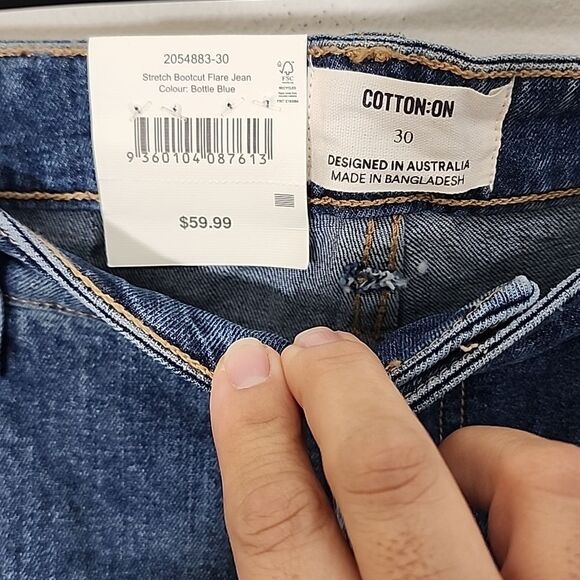 2054883-30
Stretch Bootcut Flare Jean
Colour: Bottle Blue
FSC
9 360104 087613
$59.99
COTTON:ON
30
DESIGNED IN AUSTRALIA
MADE IN BANGLADESH